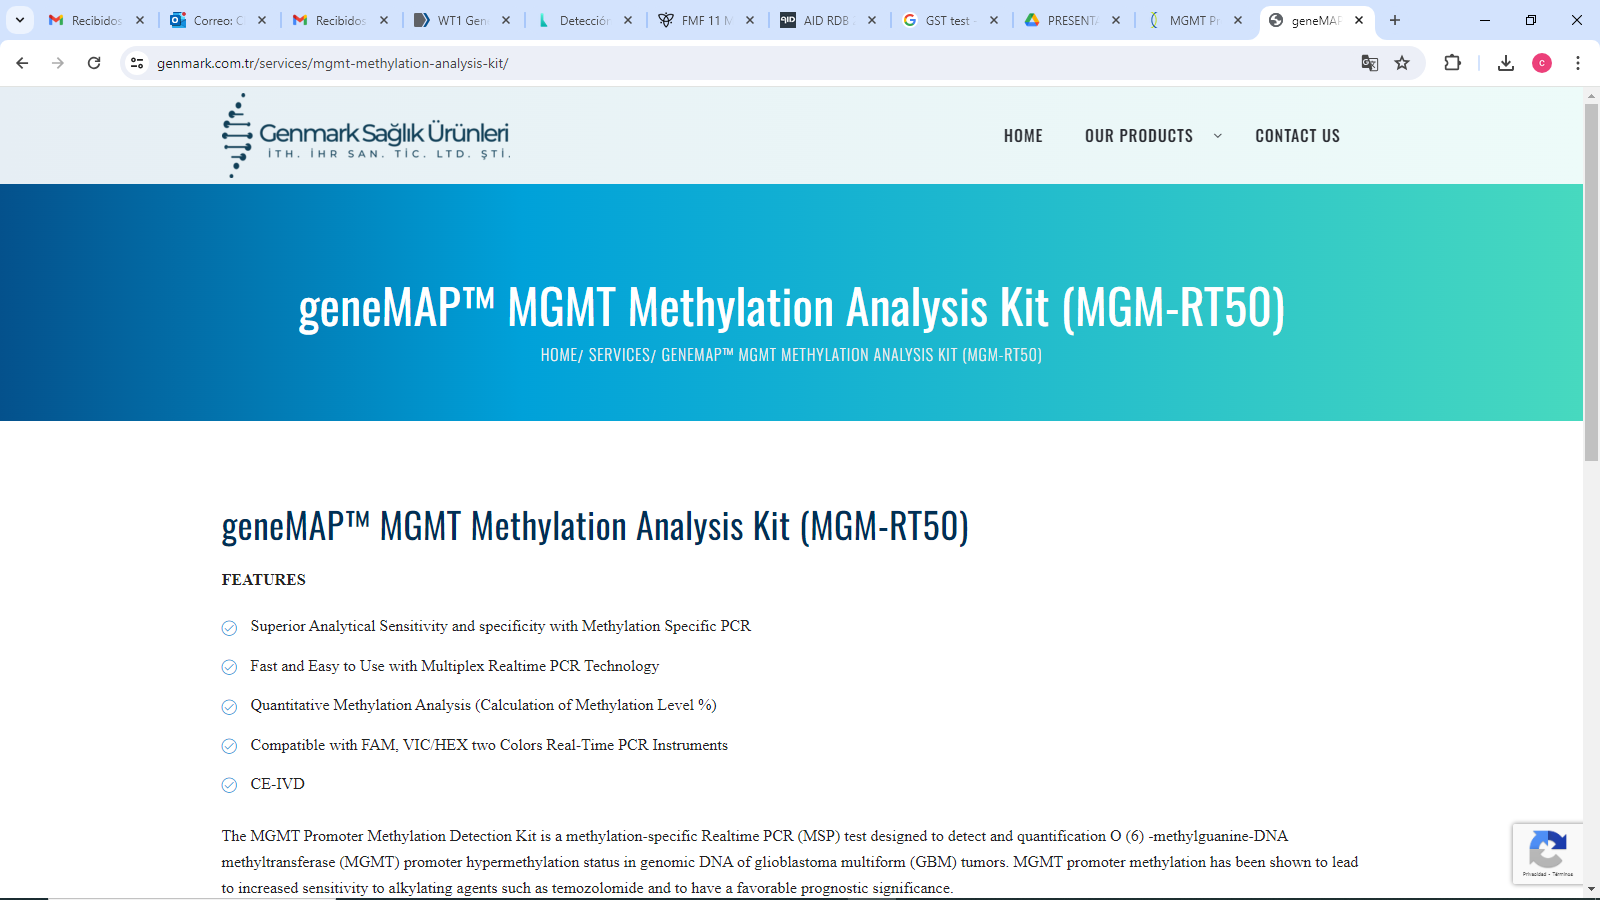 Recibidos
Correo: C
Recibidos
WT1 Gen
Detección
FMF 11 M
AID
AID RDB
GST test
PRESENTA
MGMT Pr
geneMAP
genmark.com.tr/services/mgmt-methylation-analysis-kit/
c
Genmark Sağlık Ürünleri
İTH. İHR SAN. TİC. LTD. ŞTİ.
HOME
OUR PRODUCTS
CONTACT US
geneMAP™ MGMT Methylation Analysis Kit (MGM-RT50)
HOME/ SERVICES/ GENEMAP™ MGMT METHYLATION ANALYSIS KIT (MGM-RT50)
geneMAP™ MGMT Methylation Analysis Kit (MGM-RT50)
FEATURES
Superior Analytical Sensitivity and specificity with Methylation Specific PCR
Fast and Easy to Use with Multiplex Realtime PCR Technology
Quantitative Methylation Analysis (Calculation of Methylation Level %)
Compatible with FAM, VIC/HEX two Colors Real-Time PCR Instruments
CE-IVD
The MGMT Promoter Methylation Detection Kit is a methylation-specific Realtime PCR (MSP) test designed to detect and quantification O (6) -methylguanine-DNA
methyltransferase (MGMT) promoter hypermethylation status in genomic DNA of glioblastoma multiform (GBM) tumors. MGMT promoter methylation has been shown to lead
to increased sensitivity to alkylating agents such as temozolomide and to have a favorable prognostic significance.
Privacidad - Términos